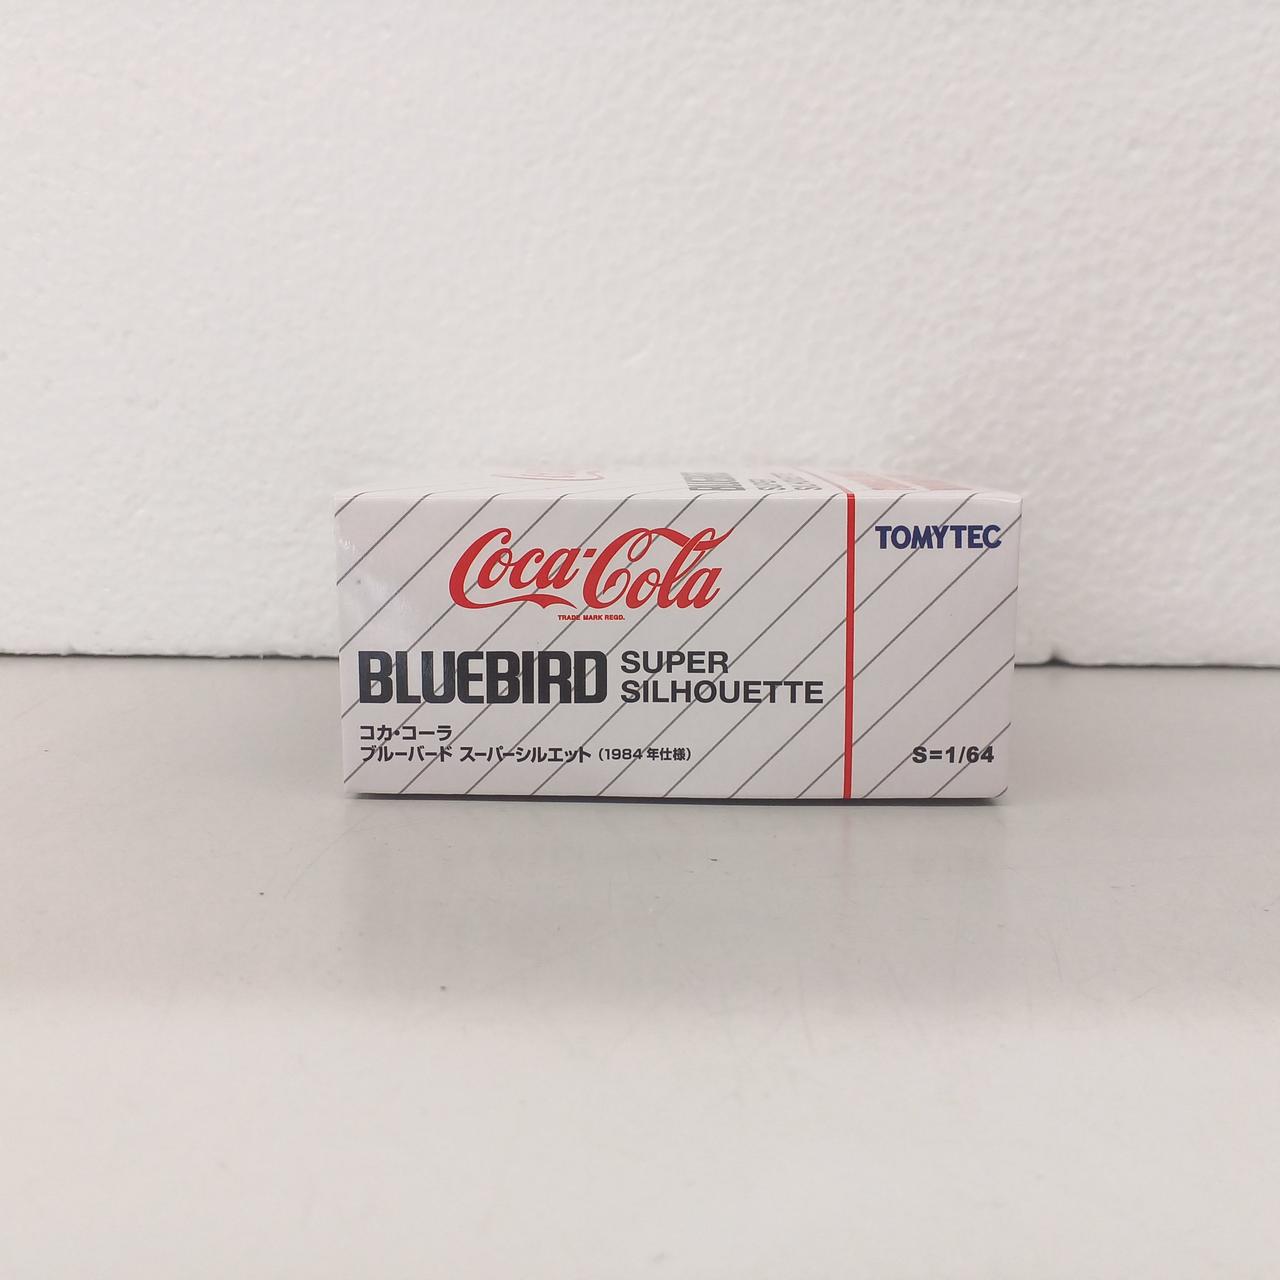 Coca-Cola
TRADE MARK REGD.
TOMYTEC
BLUEBIRD SUPER
SILHOUETTE
コカ・コーラ
ブルーバード スーパーシルエット (1984年仕様)
S=1/64